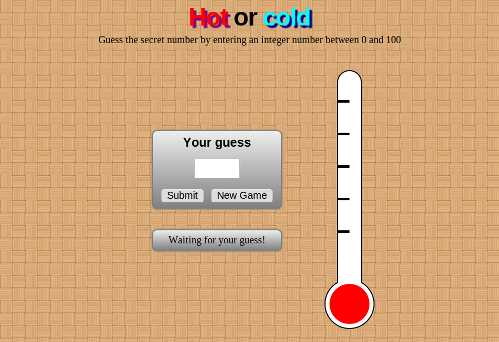 Hot or cold
Guess the secret number by entering an integer number between 0 and 100
Your guess
Submit New Game
Waiting for your guess!